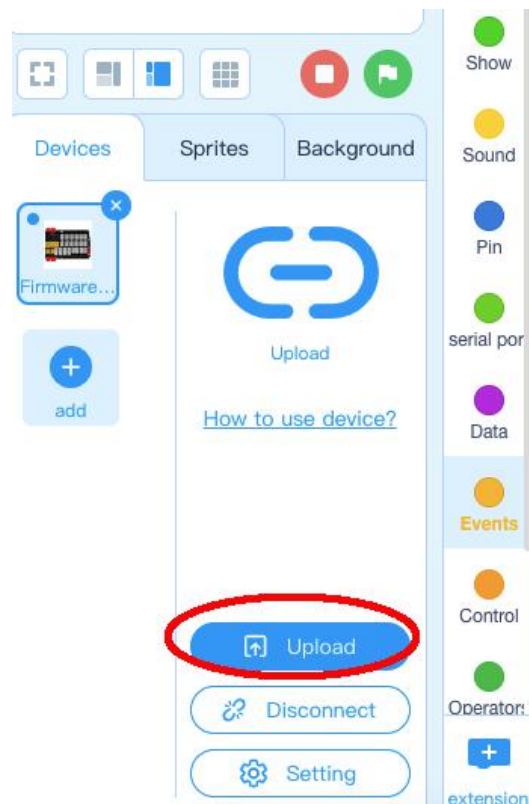 Devices
Sprites
Background
Firmware...
add
Upload
How to use device?
Upload
Disconnect
Setting
Show
Sound
Pin
serial por
Data
Events
Control
Operator
extension